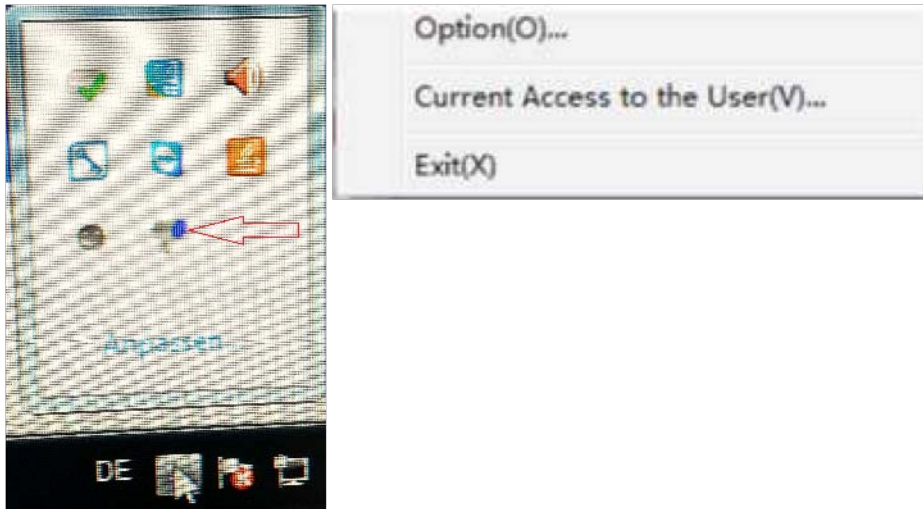 Option(O)...
Current Access to the User(V)...
Exit(X)
Anpassen...
DE